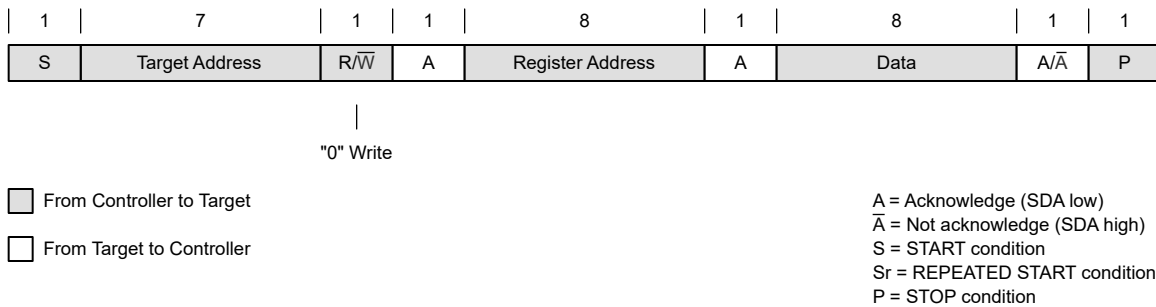 1 7 1 1 8 1 8 1 1
S Target Address R/W̅ A Register Address A Data A/A̅ P
"0" Write
From Controller to Target
From Target to Controller
A = Acknowledge (SDA low)
A̅ = Not acknowledge (SDA high)
S = START condition
Sr = REPEATED START condition
P = STOP condition